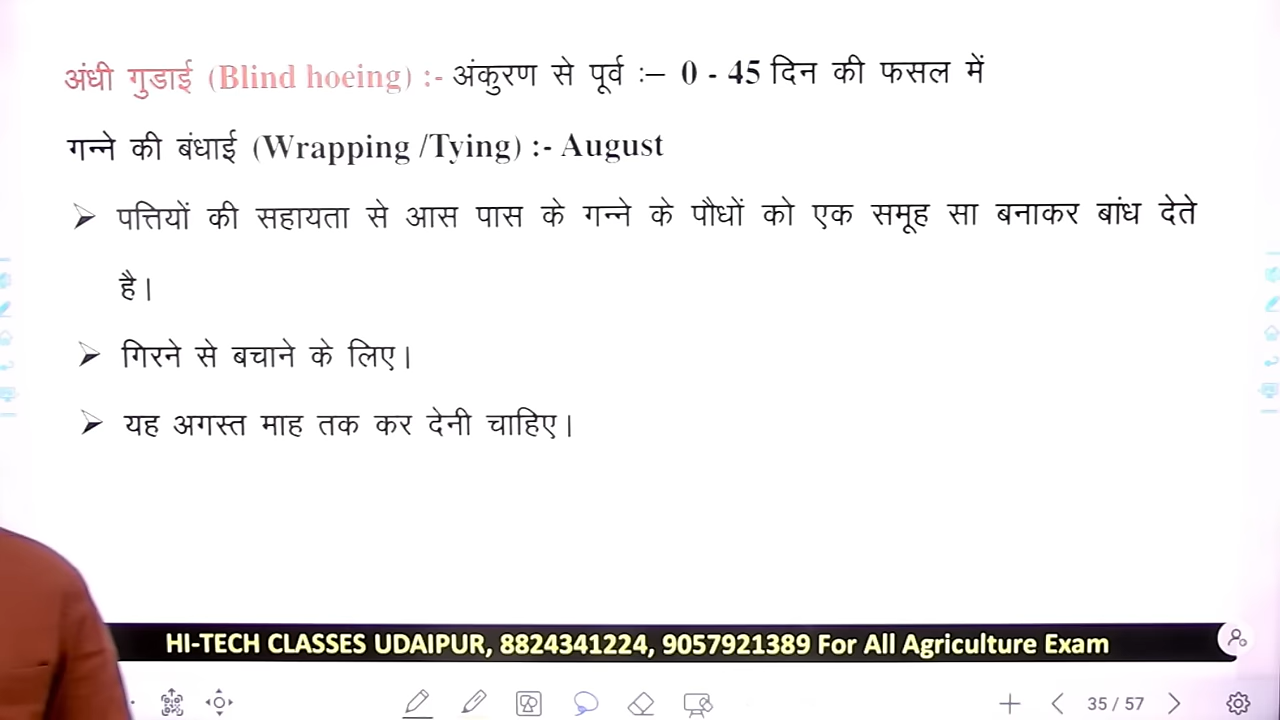 अंधी गुडाई (Blind hoeing) :- अंकुरण से पूर्व :– 0 - 45 दिन की फसल में
गन्ने की बंधाई (Wrapping /Tying) :- August
➢ पत्तियों की सहायता से आस पास के गन्ने के पौधों को एक समूह सा बनाकर बांध देते
है।
➢ गिरने से बचाने के लिए।
➢ यह अगस्त माह तक कर देनी चाहिए।
HI-TECH CLASSES UDAIPUR, 8824341224, 9057921389 For All Agriculture Exam
35 / 57